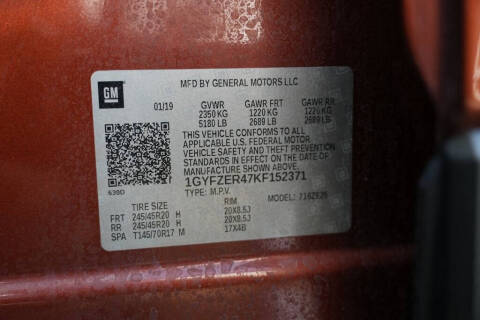 MFD BY GENERAL MOTORS LLC
GM
01/19 GVWR GAWR FRT GAWR RR
2350 KG 1220 KG 1220 KG
5180 LB 2689 LB 2689 LB
THIS VEHICLE CONFORMS TO ALL
APPLICABLE U.S. FEDERAL MOTOR
VEHICLE SAFETY, BUMPER, AND THEFT
PREVENTION STANDARDS IN EFFECT ON
THE DATE OF MANUFACTURE
SHOWN ABOVE.
1GYFZER47KF152371
TYPE: M.P.V. MODEL:
TIRE SIZE RIM
FRT 245/45R20 H 20X8.5J
RR 245/45R20 H 20X8.5J
SPA T145/70R17 M 17X4B